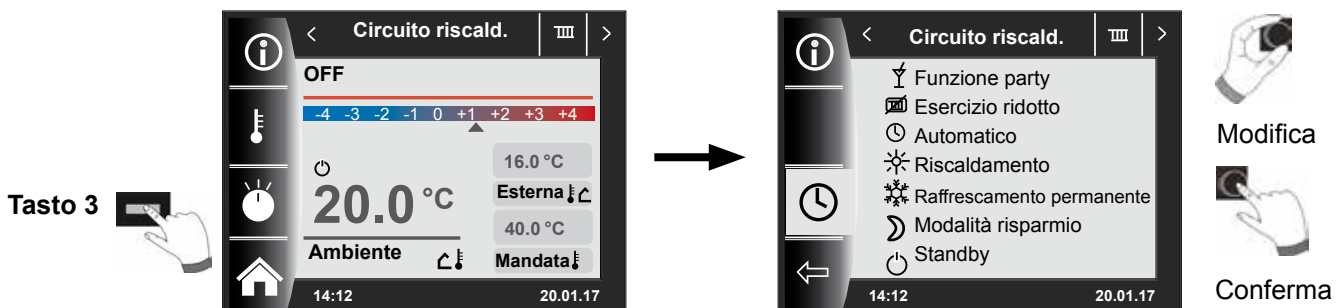 Tasto 3
Circuito riscald.
OFF
-4 -3 -2 -1 0 +1 +2 +3 +4
16.0 °C
Esterna
20.0 °C
40.0 °C
Ambiente
Mandata
14:12 20.01.17
Circuito riscald.
Funzione party
Esercizio ridotto
Automatico
Riscaldamento
Raffrescamento permanente
Modalità risparmio
Standby
14:12 20.01.17
Modifica
Conferma